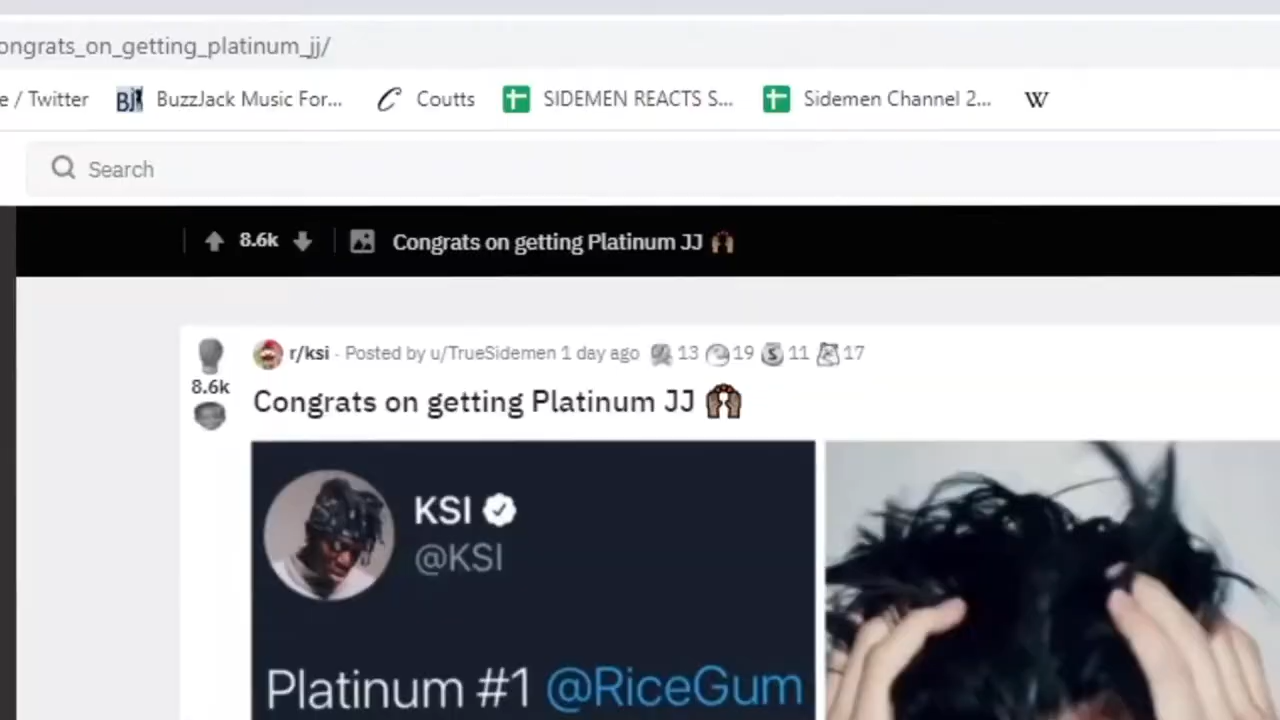 ongrats_on_getting_platinum_jj/
e / Twitter BJ BuzzJack Music For... C Coutts SIDEMEN REACTS S... Sidemen Channel 2... W
Search
8.6k Congrats on getting Platinum JJ 🙌🏾
r/ksi · Posted by u/TrueSidemen 1 day ago 13 19 S 11 17
8.6k
Congrats on getting Platinum JJ 🙌🏾
KSI
@KSI
Platinum #1 @RiceGum